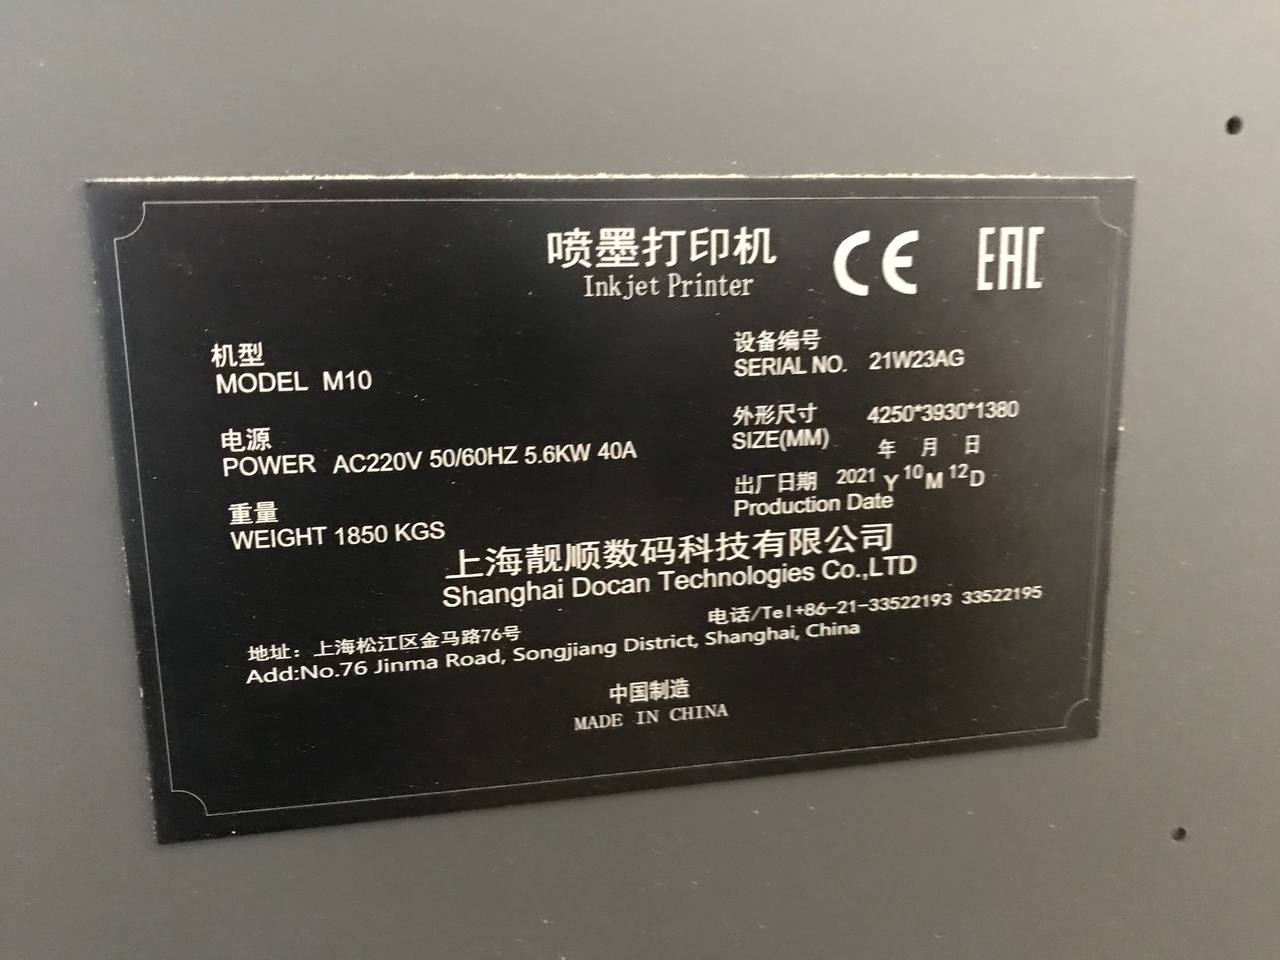 喷墨打印机
Inkjet Printer
CE
EAC
机型
MODEL M10
设备编号
SERIAL NO. 21W23AG
电源
POWER AC220V 50/60HZ 5.6KW 40A
外形尺寸
SIZE(MM) 4250*3930*1380
重量
WEIGHT 1850 KGS
年 月 日
出厂日期 2021 Y 10 M 12 D
Production Date
上海靓顺数码科技有限公司
Shanghai Docan Technologies Co.,LTD
电话/Tel+86-21-33522193 33522195
地址：上海松江区金马路76号
Add:No.76 Jinma Road, Songjiang District, Shanghai, China
中国制造
MADE IN CHINA